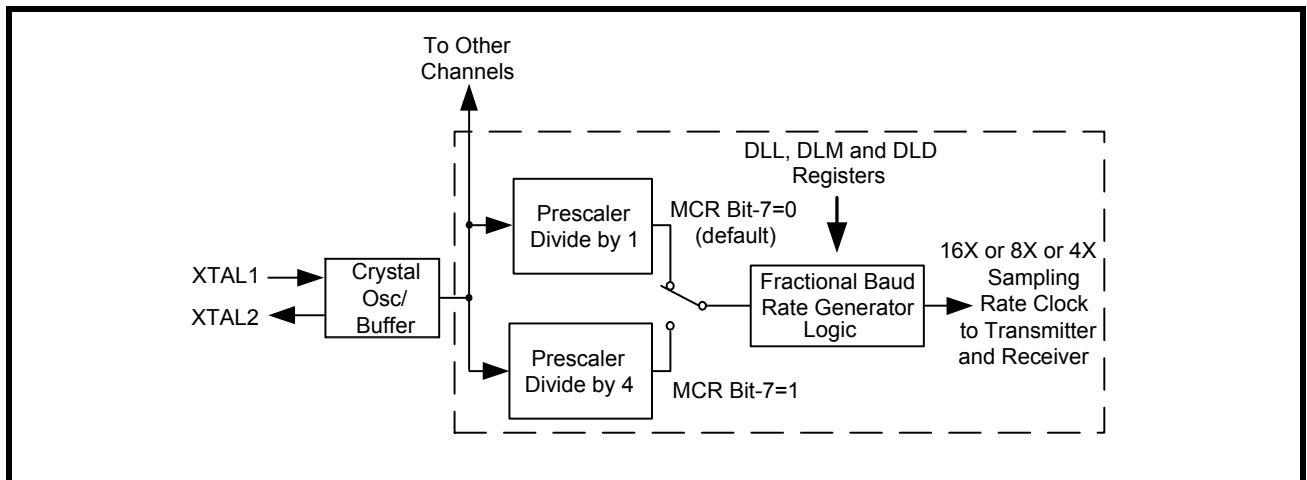 To Other
Channels
DLL, DLM and DLD
Registers
Prescaler
Divide by 1
MCR Bit-7=0
(default)
16X or 8X or 4X
Sampling
Rate Clock
to Transmitter
and Receiver
XTAL1
XTAL2
Crystal
Osc/
Buffer
Fractional Baud
Rate Generator
Logic
Prescaler
Divide by 4
MCR Bit-7=1